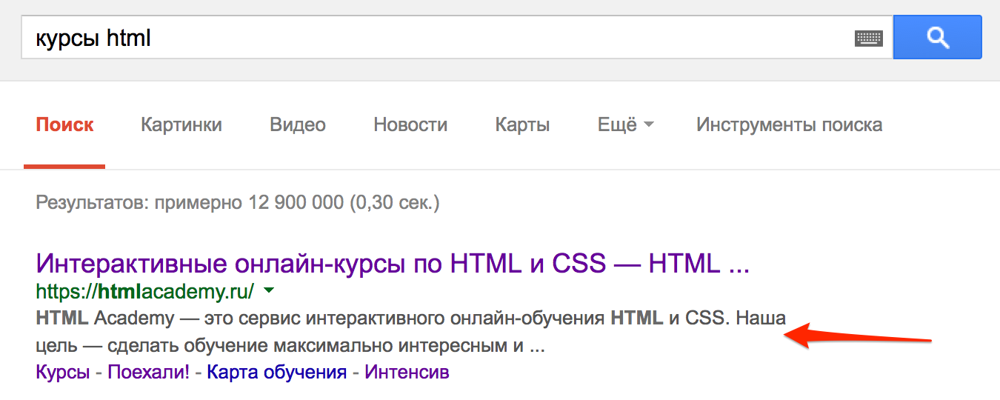 курсы html
Поиск Картинки Видео Новости Карты Ещё Инструменты поиска
Результатов: примерно 12 900 000 (0,30 сек.)
Интерактивные онлайн-курсы по HTML и CSS — HTML ...
https://htmlacademy.ru/
HTML Academy — это сервис интерактивного онлайн-обучения HTML и CSS. Наша
цель — сделать обучение максимально интересным и ...
Курсы - Поехали! - Карта обучения - Интенсив